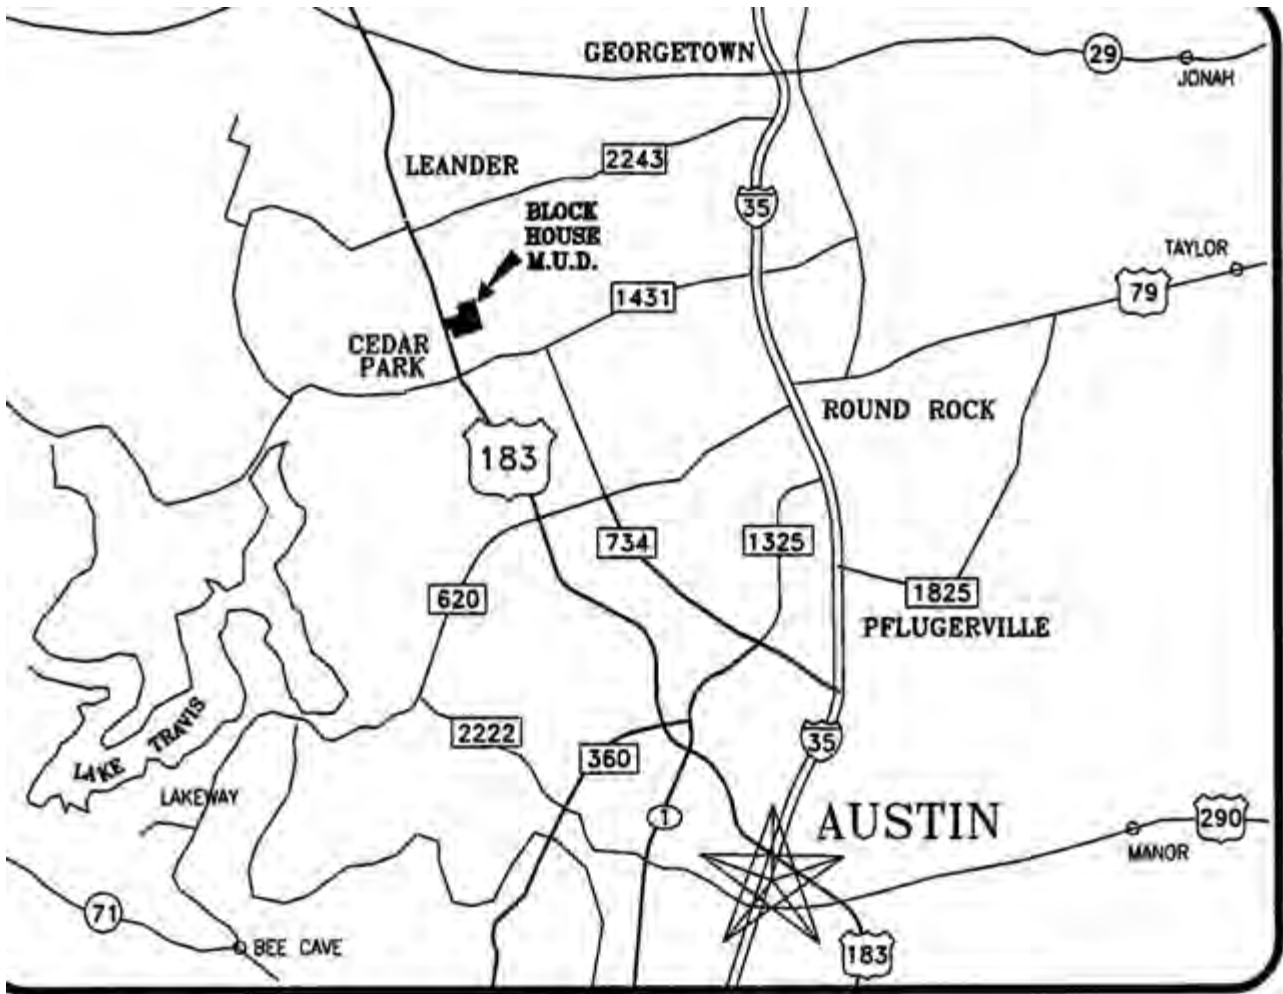 GEORGETOWN
29
JONAH
2243
LEANDER
35
BLOCK
HOUSE
M.U.D.
TAYLOR
1431
79
CEDAR
PARK
ROUND ROCK
183
734
1325
620
1825
PFLUGERVILLE
LAKE TRAVIS
2222
360
35
LAKEWAY
1
AUSTIN
290
MANOR
71
BEE CAVE
183